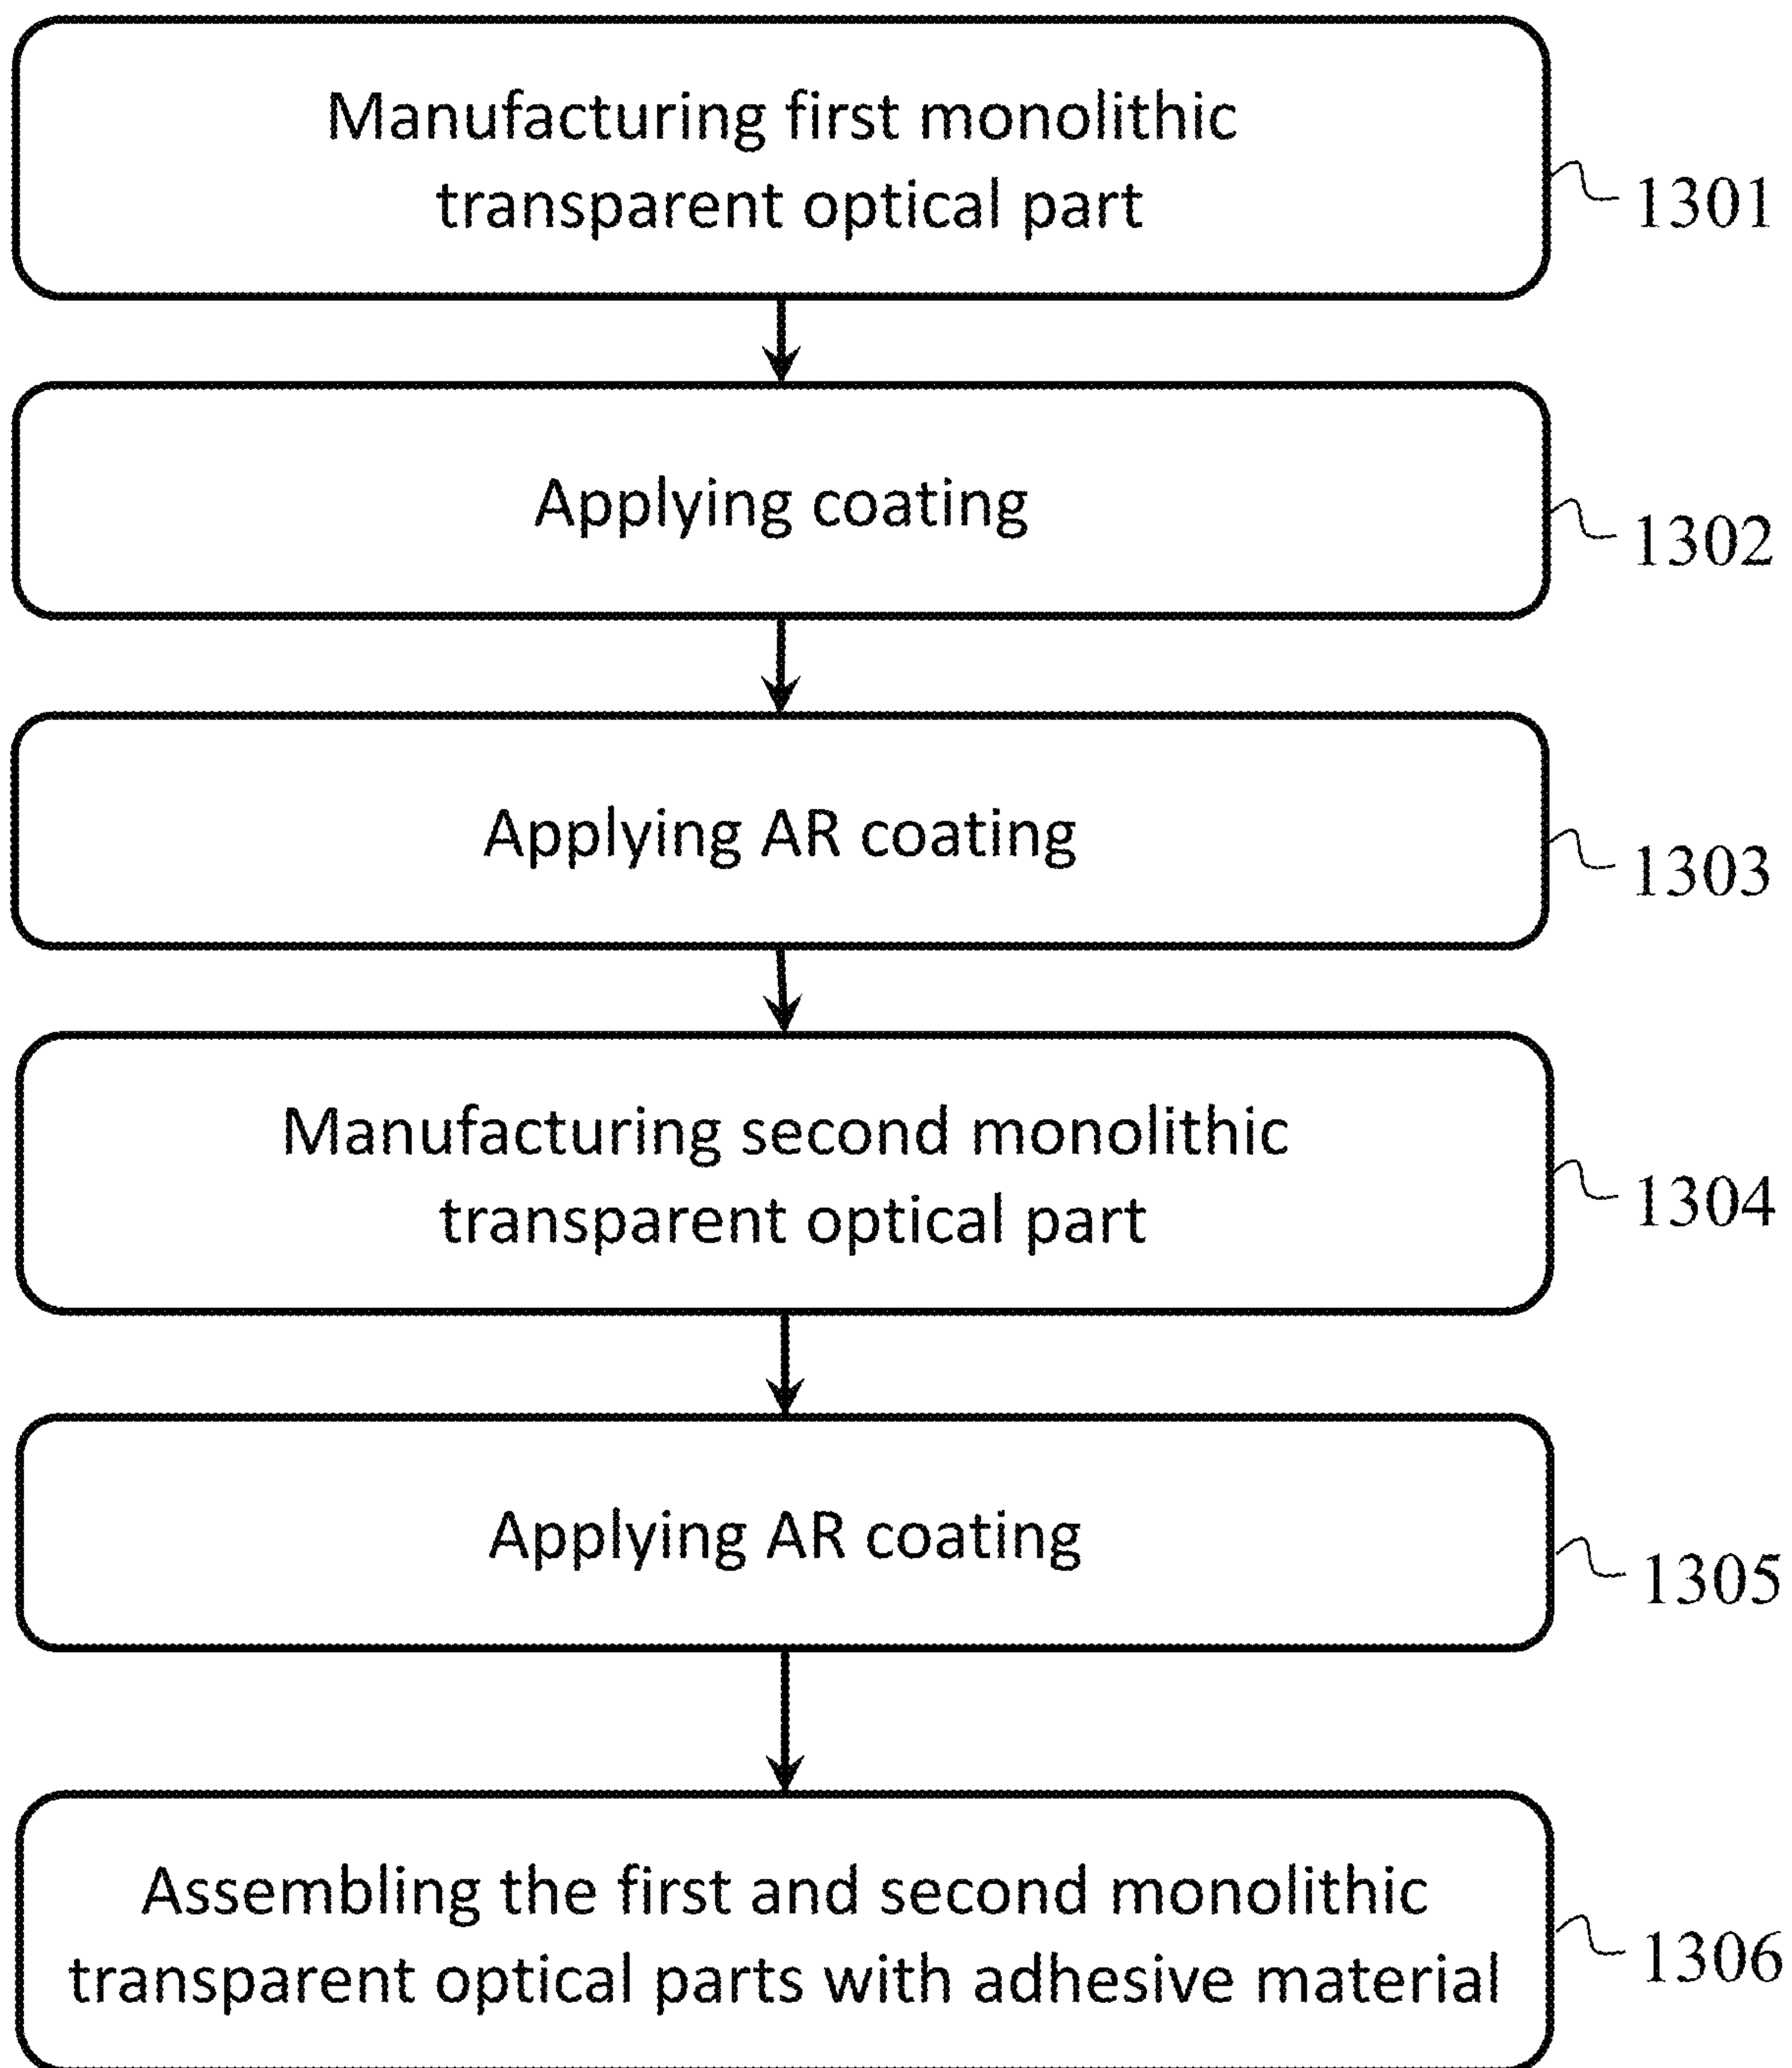 Manufacturing first monolithic
transparent optical part
1301
Applying coating
1302
Applying AR coating
1303
Manufacturing second monolithic
transparent optical part
1304
Applying AR coating
1305
Assembling the first and second monolithic
transparent optical parts with adhesive material
1306